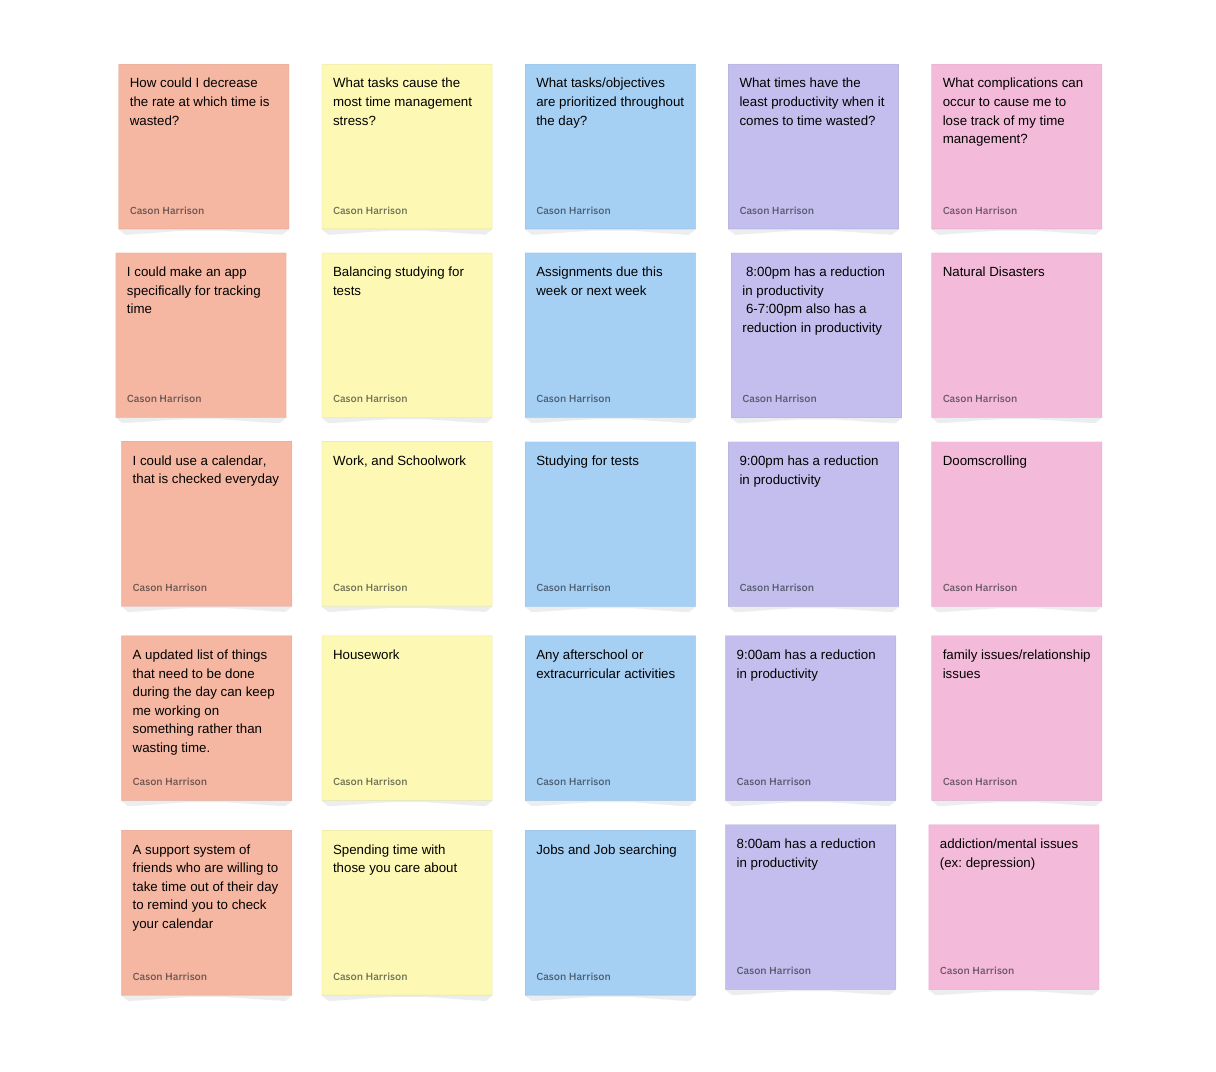 How could I decrease
the rate at which time is
wasted?
Cason Harrison
What tasks cause the
most time management
stress?
Cason Harrison
What tasks/objectives
are prioritized throughout
the day?
Cason Harrison
What times have the
least productivity when it
comes to time wasted?
Cason Harrison
What complications can
occur to cause me to
lose track of my time
management?
Cason Harrison
I could make an app
specifically for tracking
time
Cason Harrison
Balancing studying for
tests
Cason Harrison
Assignments due this
week or next week
Cason Harrison
8:00pm has a reduction
in productivity
6-7:00pm also has a
reduction in productivity
Cason Harrison
Natural Disasters
Cason Harrison
I could use a calendar,
that is checked everyday
Cason Harrison
Work, and Schoolwork
Cason Harrison
Studying for tests
Cason Harrison
9:00pm has a reduction
in productivity
Cason Harrison
Doomscrolling
Cason Harrison
A updated list of things
that need to be done
during the day can keep
me working on
something rather than
wasting time.
Cason Harrison
Housework
Cason Harrison
Any afterschool or
extracurricular activities
Cason Harrison
9:00am has a reduction
in productivity
Cason Harrison
family issues/relationship
issues
Cason Harrison
A support system of
friends who are willing to
take time out of their day
to remind you to check
your calendar
Cason Harrison
Spending time with
those you care about
Cason Harrison
Jobs and Job searching
Cason Harrison
8:00am has a reduction
in productivity
Cason Harrison
addiction/mental issues
(ex: depression)
Cason Harrison